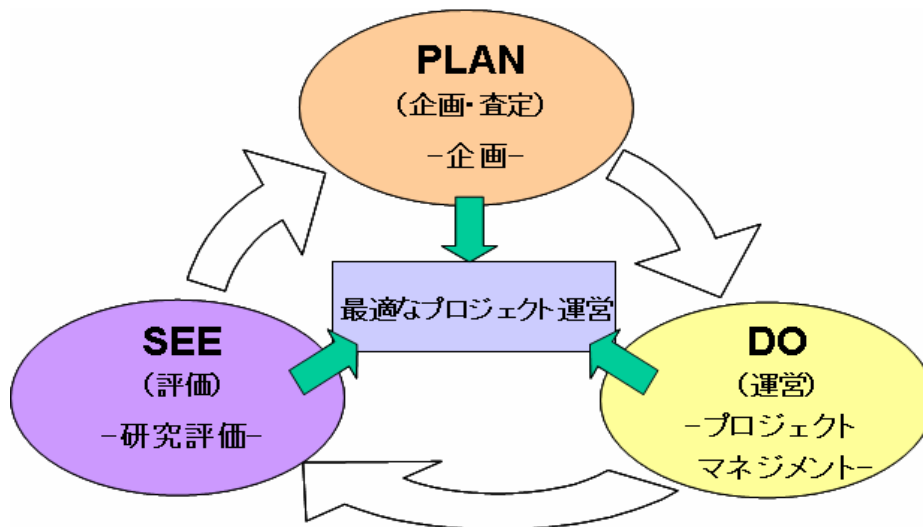 PLAN
(企画・査定)
-企画-
最適なプロジェクト運営
SEE
(評価)
-研究評価-
DO
(運営)
-プロジェクト
マネジメント-